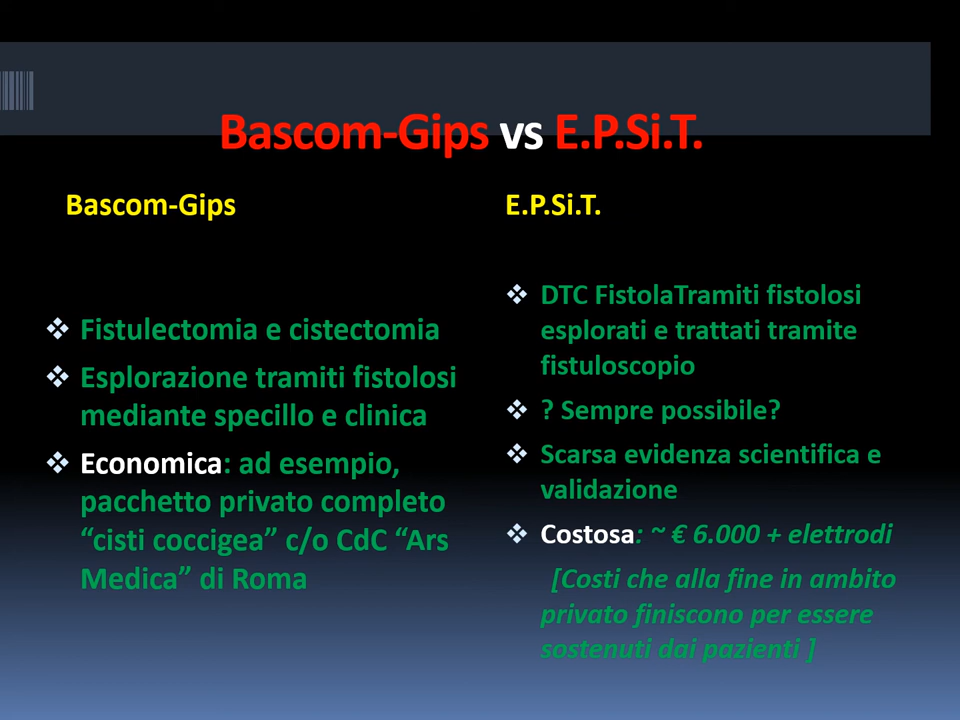 Bascom-Gips vs E.P.Si.T.
Bascom-Gips
Fistulectomia e cistectomia
Esplorazione tramiti fistolosi
mediante specillo e clinica
Economica: ad esempio,
pacchetto privato completo
“cisti coccigea” c/o CdC “Ars
Medica” di Roma
E.P.Si.T.
DTC FistolaTramiti fistolosi
esplorati e trattati tramite
fistuloscopio
? Sempre possibile?
Scarsa evidenza scientifica e
validazione
Costosa: ~ € 6.000 + elettrodi
[Costi che alla fine in ambito
privato finiscono per essere
sostenuti dai pazienti ]